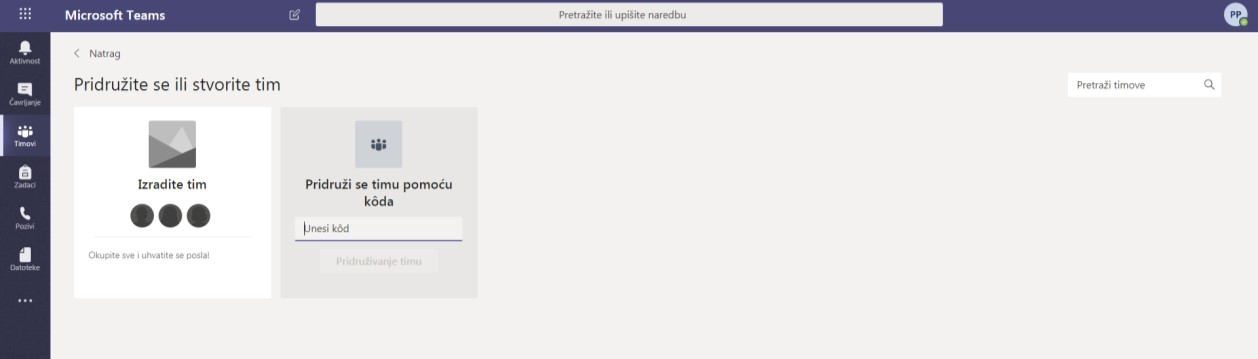 Microsoft Teams
Pretražite ili upišite naredbu
PP
Aktivnost
Čavrljanje
Timovi
Zadaci
Pozivi
Datoteke
Natrag
Pridružite se ili stvorite tim
Pretraži timove
Izradite tim
Okupite sve i uhvatite se posla!
Pridruži se timu pomoću
kôda
Unesi kôd
Pridruživanje timu